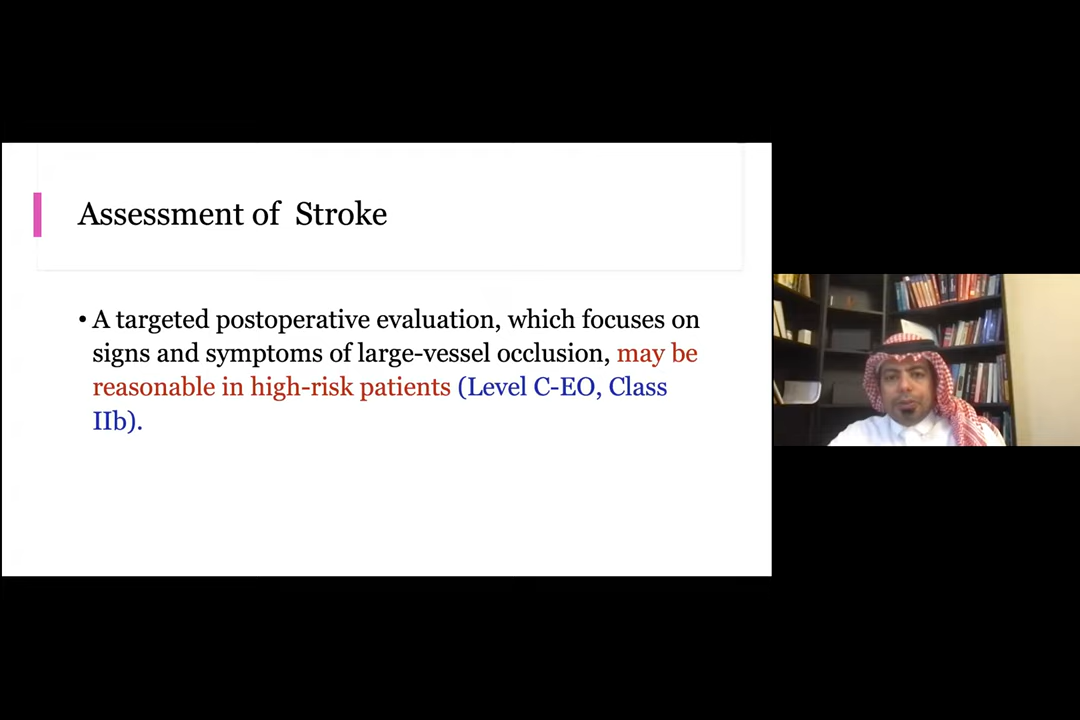 Assessment of Stroke
• A targeted postoperative evaluation, which focuses on
signs and symptoms of large-vessel occlusion, may be
reasonable in high-risk patients (Level C-EO, Class
IIb).